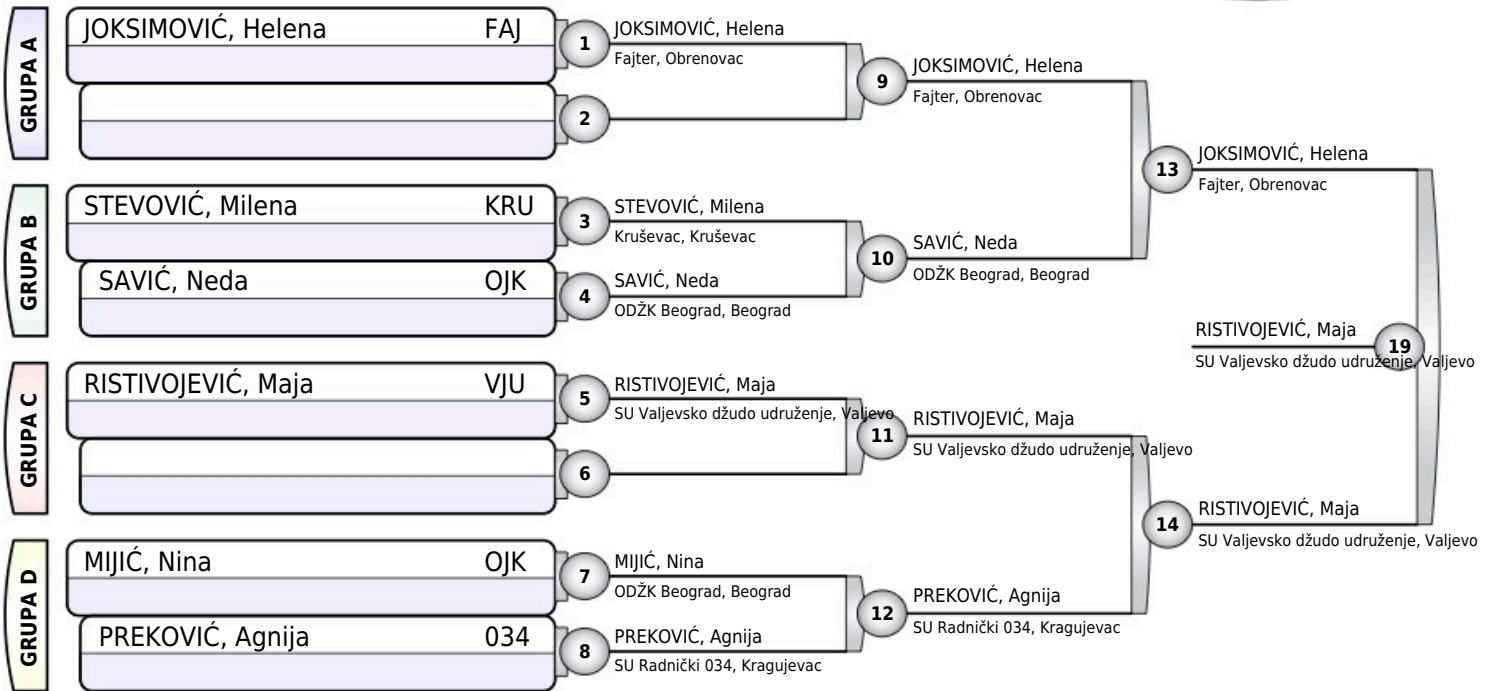 GRUPA A
JOKSIMOVIĆ, Helena FAJ
1
JOKSIMOVIĆ, Helena
Fajter, Obrenovac
2
9
JOKSIMOVIĆ, Helena
Fajter, Obrenovac
GRUPA B
STEVOVIĆ, Milena KRU
SAVIĆ, Neda OJK
3
STEVOVIĆ, Milena
Kruševac, Kruševac
4
SAVIĆ, Neda
ODŽK Beograd, Beograd
10
SAVIĆ, Neda
ODŽK Beograd, Beograd
13
JOKSIMOVIĆ, Helena
Fajter, Obrenovac
GRUPA C
RISTIVOJEVIĆ, Maja VJU
5
RISTIVOJEVIĆ, Maja
SU Valjevsko džudo udruženje, Valjevo
6
11
RISTIVOJEVIĆ, Maja
SU Valjevsko džudo udruženje, Valjevo
GRUPA D
MIJIĆ, Nina OJK
PREKOVIĆ, Agnija 034
7
MIJIĆ, Nina
ODŽK Beograd, Beograd
8
PREKOVIĆ, Agnija
SU Radnički 034, Kragujevac
12
PREKOVIĆ, Agnija
SU Radnički 034, Kragujevac
14
RISTIVOJEVIĆ, Maja
SU Valjevsko džudo udruženje, Valjevo
RISTIVOJEVIĆ, Maja
19
SU Valjevsko džudo udruženje, Valjevo